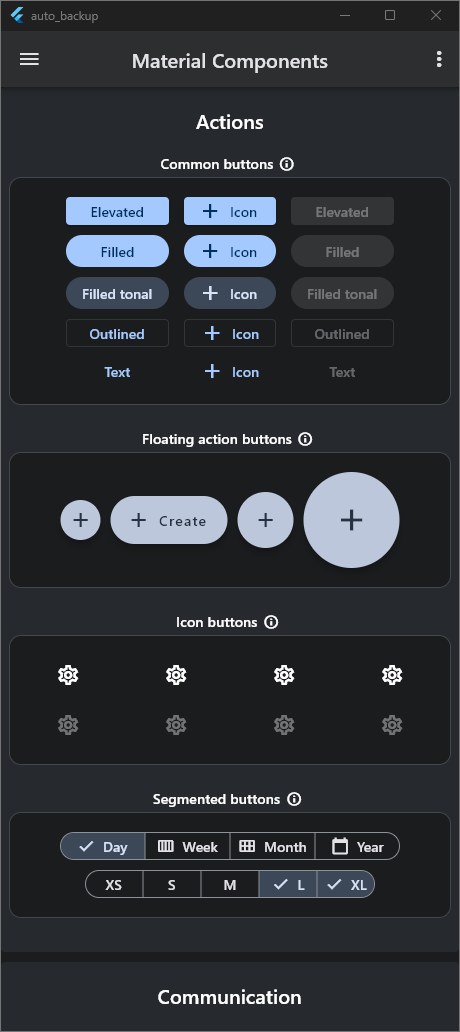 auto_backup
Material Components
Actions
Common buttons
Elevated Icon Elevated
Filled Icon Filled
Filled tonal Icon Filled tonal
Outlined Icon Outlined
Text Icon Text
Floating action buttons
Create
Icon buttons
Segmented buttons
Day Week Month Year
XS S M L XL
Communication